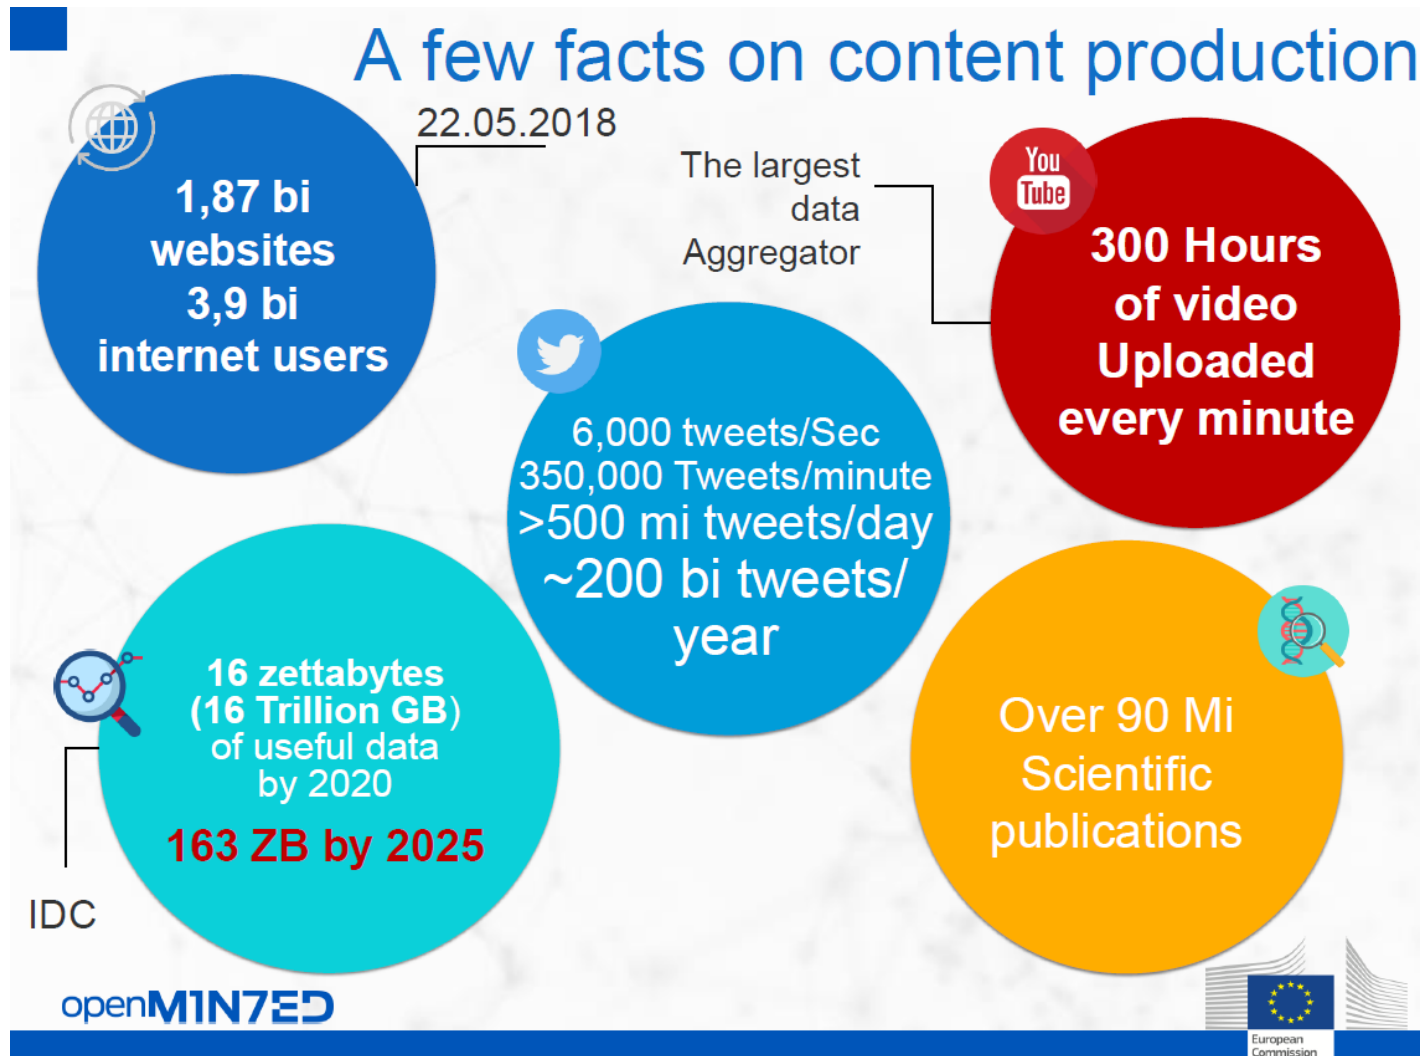 A few facts on content production
22.05.2018
1,87 bi
websites
3,9 bi
internet users
The largest
data
Aggregator
You
Tube
300 Hours
of video
Uploaded
every minute
6,000 tweets/Sec
350,000 Tweets/minute
>500 mi tweets/day
~200 bi tweets/
year
16 zettabytes
(16 Trillion GB)
of useful data
by 2020
163 ZB by 2025
IDC
Over 90 Mi
Scientific
publications
openM1N7ED
European
Commission